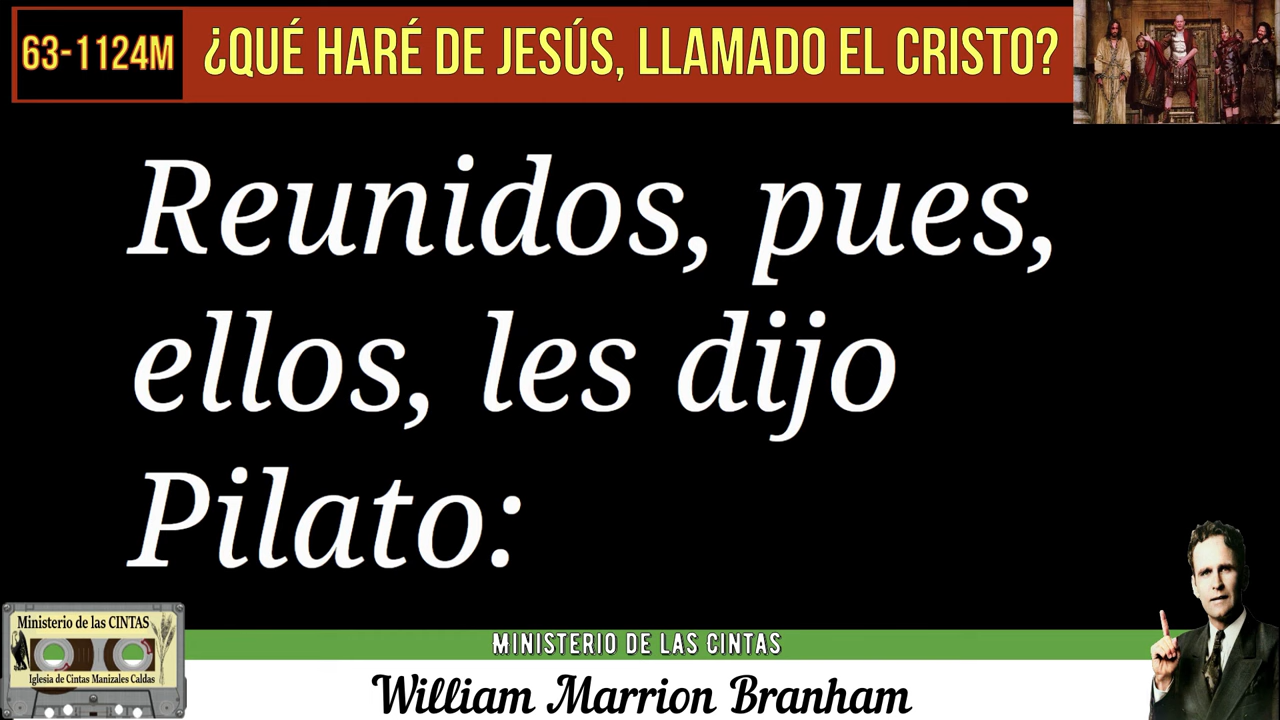 63-1124M
¿QUÉ HARÉ DE JESÚS, LLAMADO EL CRISTO?
Reunidos, pues,
ellos, les dijo
Pilato:
Ministerio de las CINTAS
Iglesia de Cintas Manizales Caldas
MINISTERIO DE LAS CINTAS
William Marrion Branham